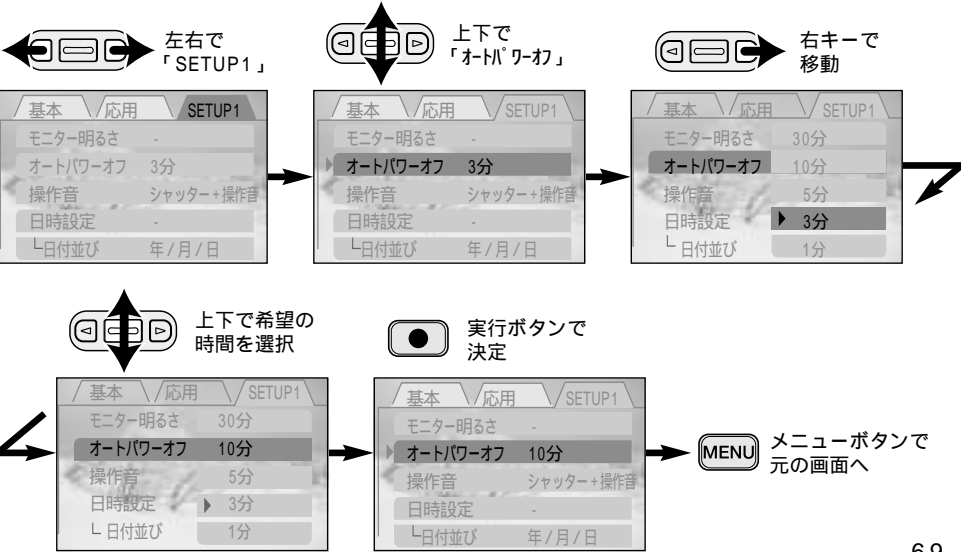 左右で
「SETUP1」
上下で
「ｵｰﾄﾊﾟﾜｰｵﾌ」
右キーで
移動
基本 応用 SETUP1
モニター明るさ -
オートパワーオフ 3分
操作音 シャッター+操作音
日時設定 -
└日付並び 年/月/日
基本 応用 SETUP1
モニター明るさ -
オートパワーオフ 3分
操作音 シャッター+操作音
日時設定 -
└日付並び 年/月/日
基本 応用 SETUP1
モニター明るさ 30分
オートパワーオフ 10分
操作音 5分
日時設定 3分
└ 日付並び 1分
上下で希望の
時間を選択
実行ボタンで
決定
基本 応用 SETUP1
モニター明るさ 30分
オートパワーオフ 10分
操作音 5分
日時設定 3分
└ 日付並び 1分
基本 応用 SETUP1
モニター明るさ -
オートパワーオフ 10分
操作音 シャッター+操作音
日時設定 -
└日付並び 年/月/日
MENU
メニューボタンで
元の画面へ
69